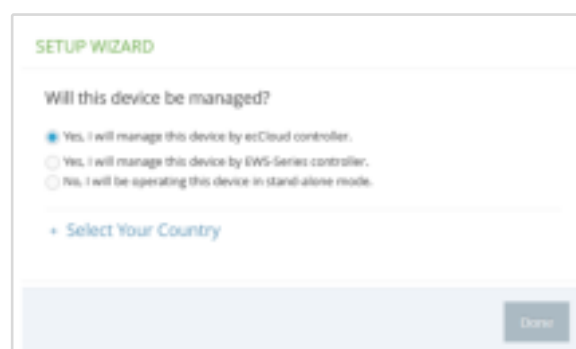 SETUP WIZARD
Will this device be managed?
Yes, I will manage this device by ecCloud controller.
Yes, I will manage this device by EWS-Series controller.
No, I will be operating this device in stand-alone mode.
+ Select Your Country
Done